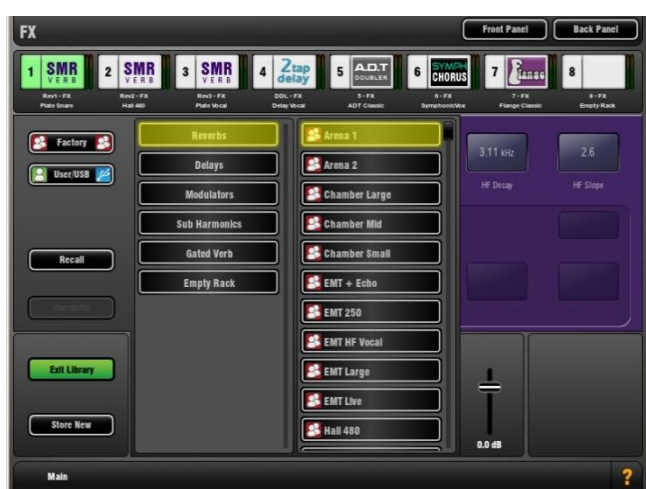 FX
Front Panel
Back Panel
1 SMR VERB
2 SMR VERB
3 SMR VERB
4 2tap delay
5 A.D.T DOUBLER
6 SYMPH CHORUS
7 Flange
8
Rev1 - FX
Plate Snare
Rev2 - FX
Hall 480
Rev3 - FX
Plate Vocal
DDL - FX
Delay Vocal
5 - FX
ADT Classic
6 - FX
SymphonicVox
7 - FX
Flange Classic
8 - FX
Empty Rack
Factory
User/USB
Recall
Exit Library
Store New
Reverbs
Delays
Modulators
Sub Harmonics
Gated Verb
Empty Rack
Arena 1
Arena 2
Chamber Large
Chamber Mid
Chamber Small
EMT + Echo
EMT 250
EMT HF Vocal
EMT Large
EMT Live
Hall 480
3.11 kHz
HF Decay
2.6
HF Slope
0.0 dB
Main
?